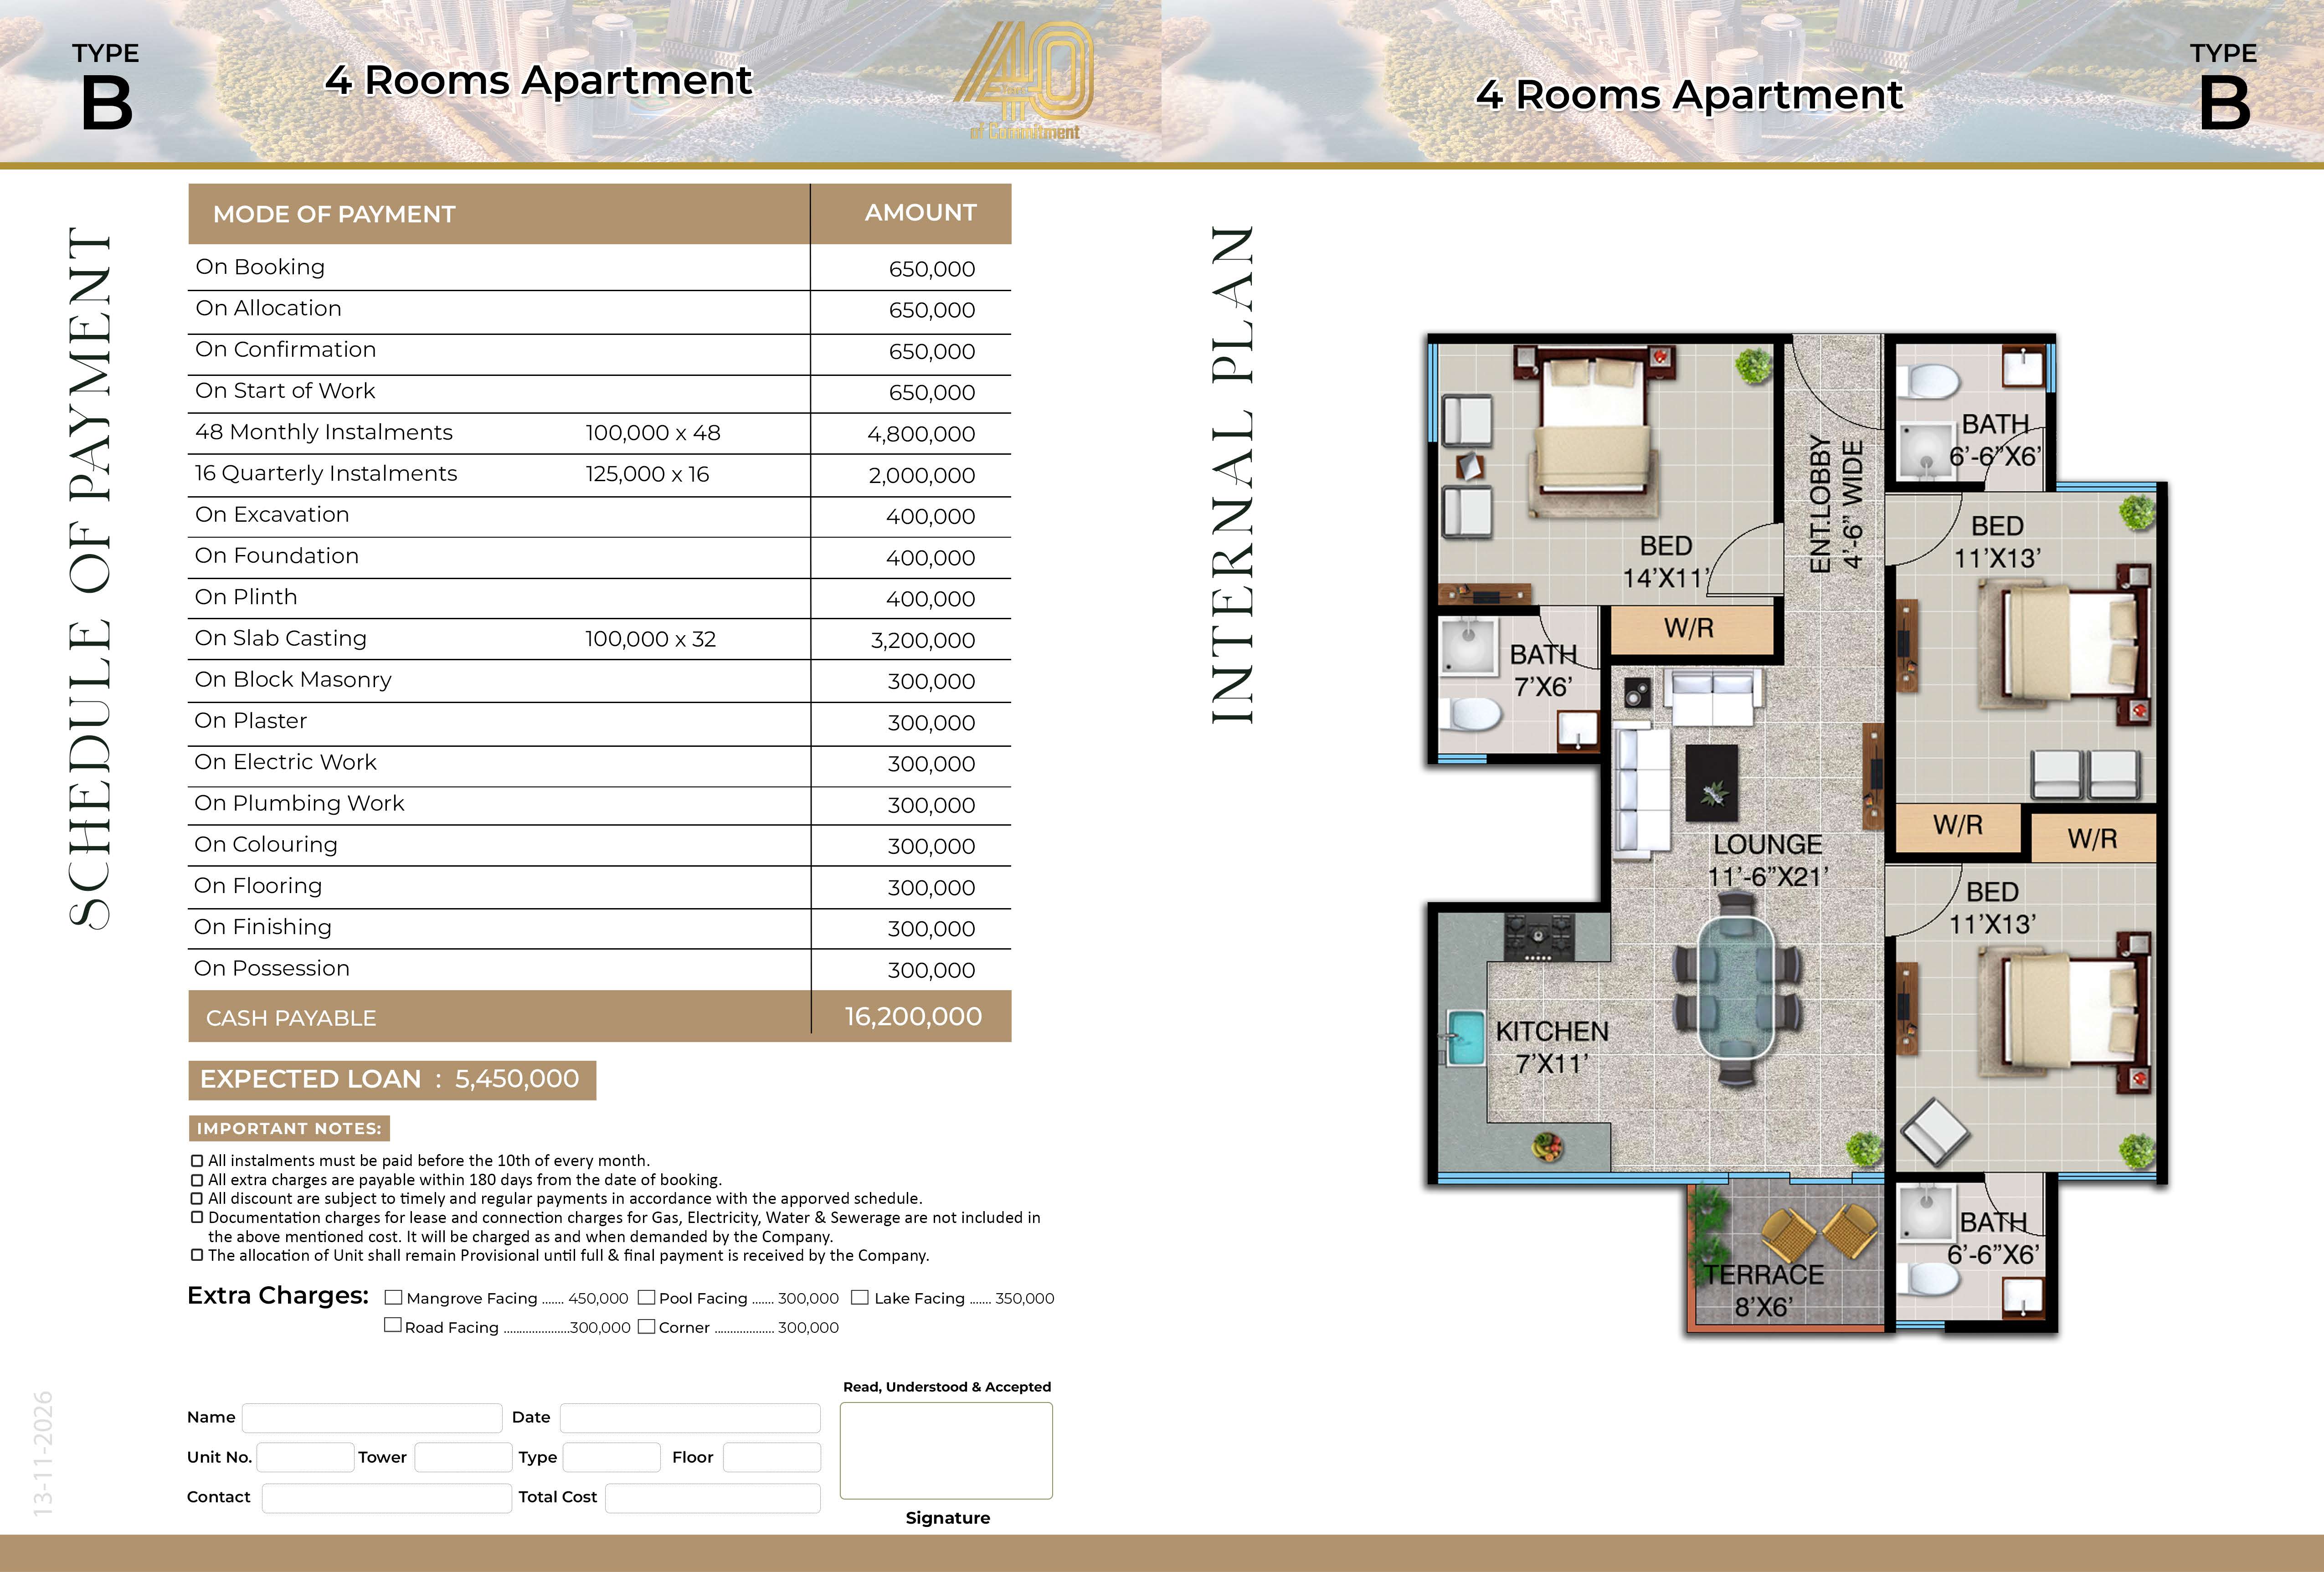 TYPE
B
4 Rooms Apartment
40
of Commitment
SCHEDULE OF PAYMENT
MODE OF PAYMENT AMOUNT
On Booking 650,000
On Allocation 650,000
On Confirmation 650,000
On Start of Work 650,000
48 Monthly Instalments 100,000 x 48 4,800,000
16 Quarterly Instalments 125,000 x 16 2,000,000
On Excavation 400,000
On Foundation 400,000
On Plinth 400,000
On Slab Casting 100,000 x 32 3,200,000
On Block Masonry 300,000
On Plaster 300,000
On Electric Work 300,000
On Plumbing Work 300,000
On Colouring 300,000
On Flooring 300,000
On Finishing 300,000
On Possession 300,000
CASH PAYABLE 16,200,000
EXPECTED LOAN : 5,450,000
IMPORTANT NOTES:
All instalments must be paid before the 10th of every month.
All extra charges are payable within 180 days from the date of booking.
All discount are subject to timely and regular payments in accordance with the apporved schedule.
Documentation charges for lease and connection charges for Gas, Electricity, Water & Sewerage are not included in
the above mentioned cost. It will be charged as and when demanded by the Company.
The allocation of Unit shall remain Provisional until full & final payment is received by the Company.
Extra Charges: Mangrove Facing ....... 450,000 Pool Facing ....... 300,000 Lake Facing ....... 350,000
Road Facing .....................300,000 Corner ................... 300,000
Read, Understood & Accepted
Name Date
Unit No. Tower Type Floor
Contact Total Cost
Signature
13-11-2026
4 Rooms Apartment
TYPE
B
INTERNAL PLAN
BED
14'X11'
ENT.LOBBY
4'-6" WIDE
BATH
6'-6"X6'
BED
11'X13'
W/R
BATH
7'X6'
LOUNGE
11'-6"X21'
W/R
W/R
BED
11'X13'
KITCHEN
7'X11'
BATH
6'-6"X6'
TERRACE
8'X6'